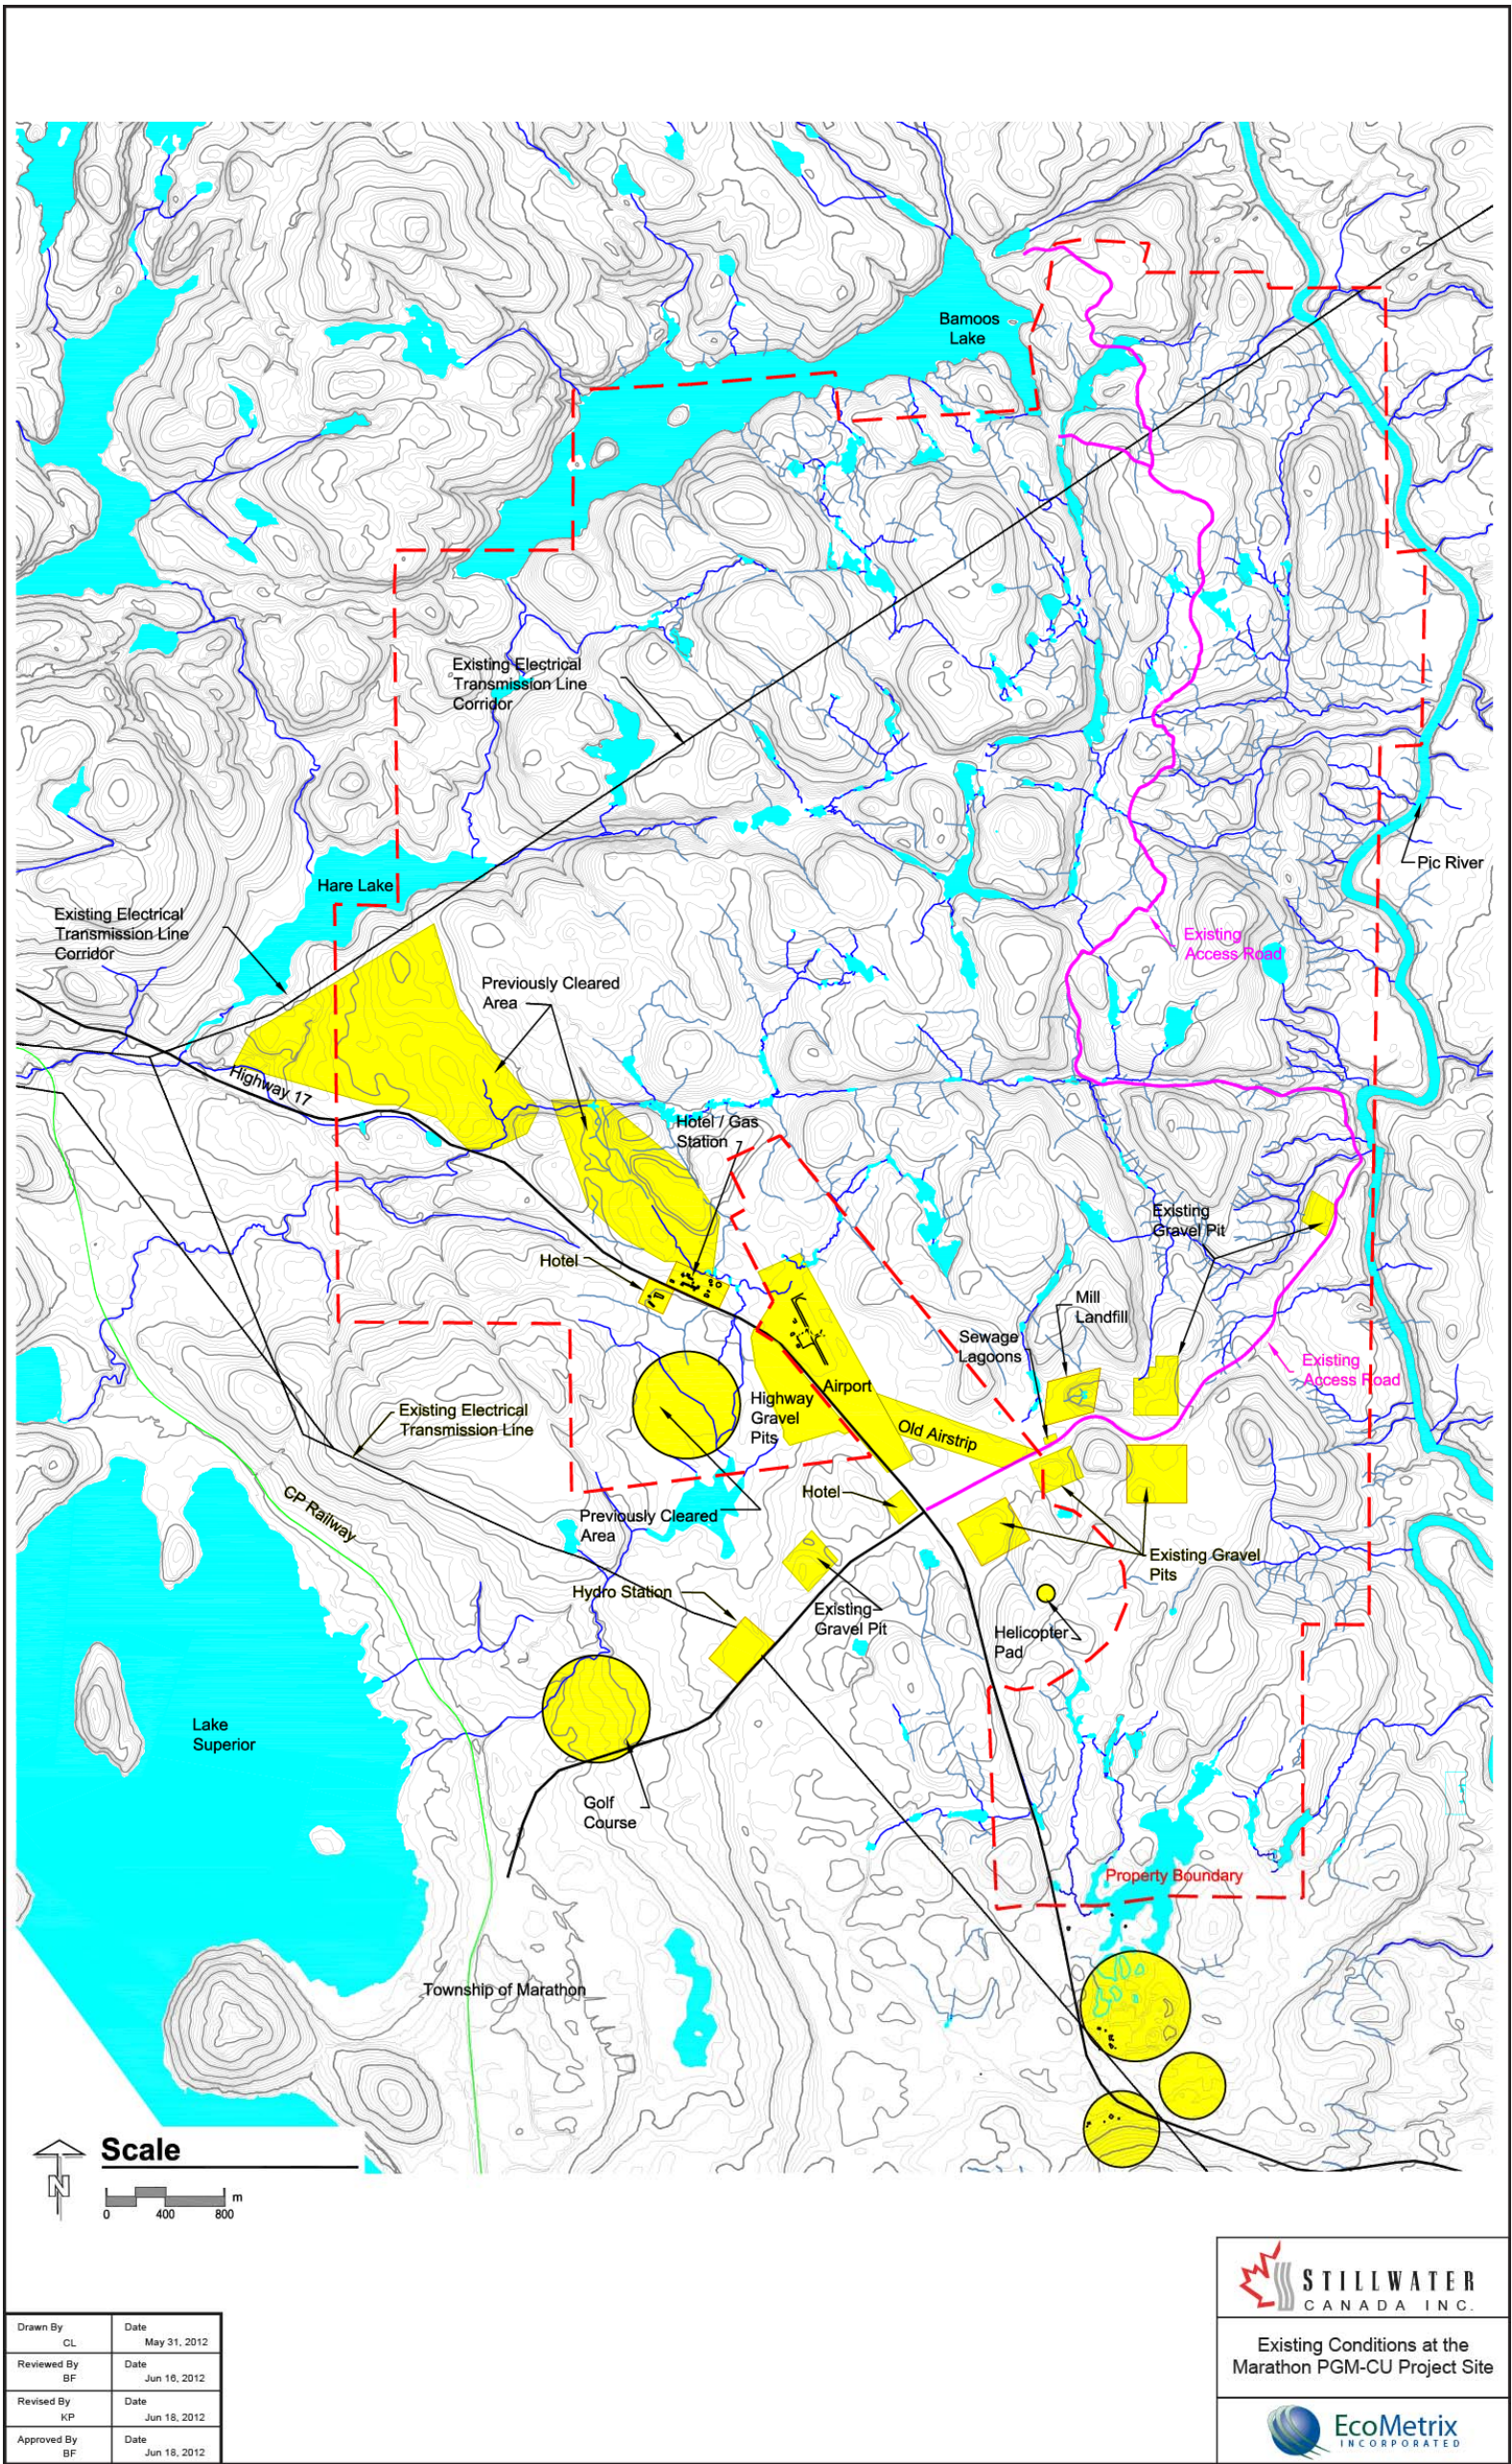 Bamoos
Lake
Existing Electrical
Transmission Line
Corridor
Pic River
Hare Lake
Existing Electrical
Transmission Line
Corridor
Existing
Access Road
Previously Cleared
Area
Highway 17
Hotel / Gas
Station
Existing
Gravel Pit
Hotel
Mill
Landfill
Sewage
Lagoons
Existing
Access Road
Airport
Highway
Gravel
Pits
Existing Electrical
Transmission Line
Old Airstrip
CP Railway
Hotel
Previously Cleared
Area
Existing Gravel
Pits
Hydro Station
Existing
Gravel Pit
Helicopter
Pad
Lake
Superior
Golf
Course
Property Boundary
Township of Marathon
Scale
N
m
0 400 800
STILLWATER
CANADA INC.
Existing Conditions at the
Marathon PGM-CU Project Site
EcoMetrix
INCORPORATED
Drawn By Date
CL May 31, 2012
Reviewed By Date
BF Jun 16, 2012
Revised By Date
KP Jun 18, 2012
Approved By Date
BF Jun 18, 2012